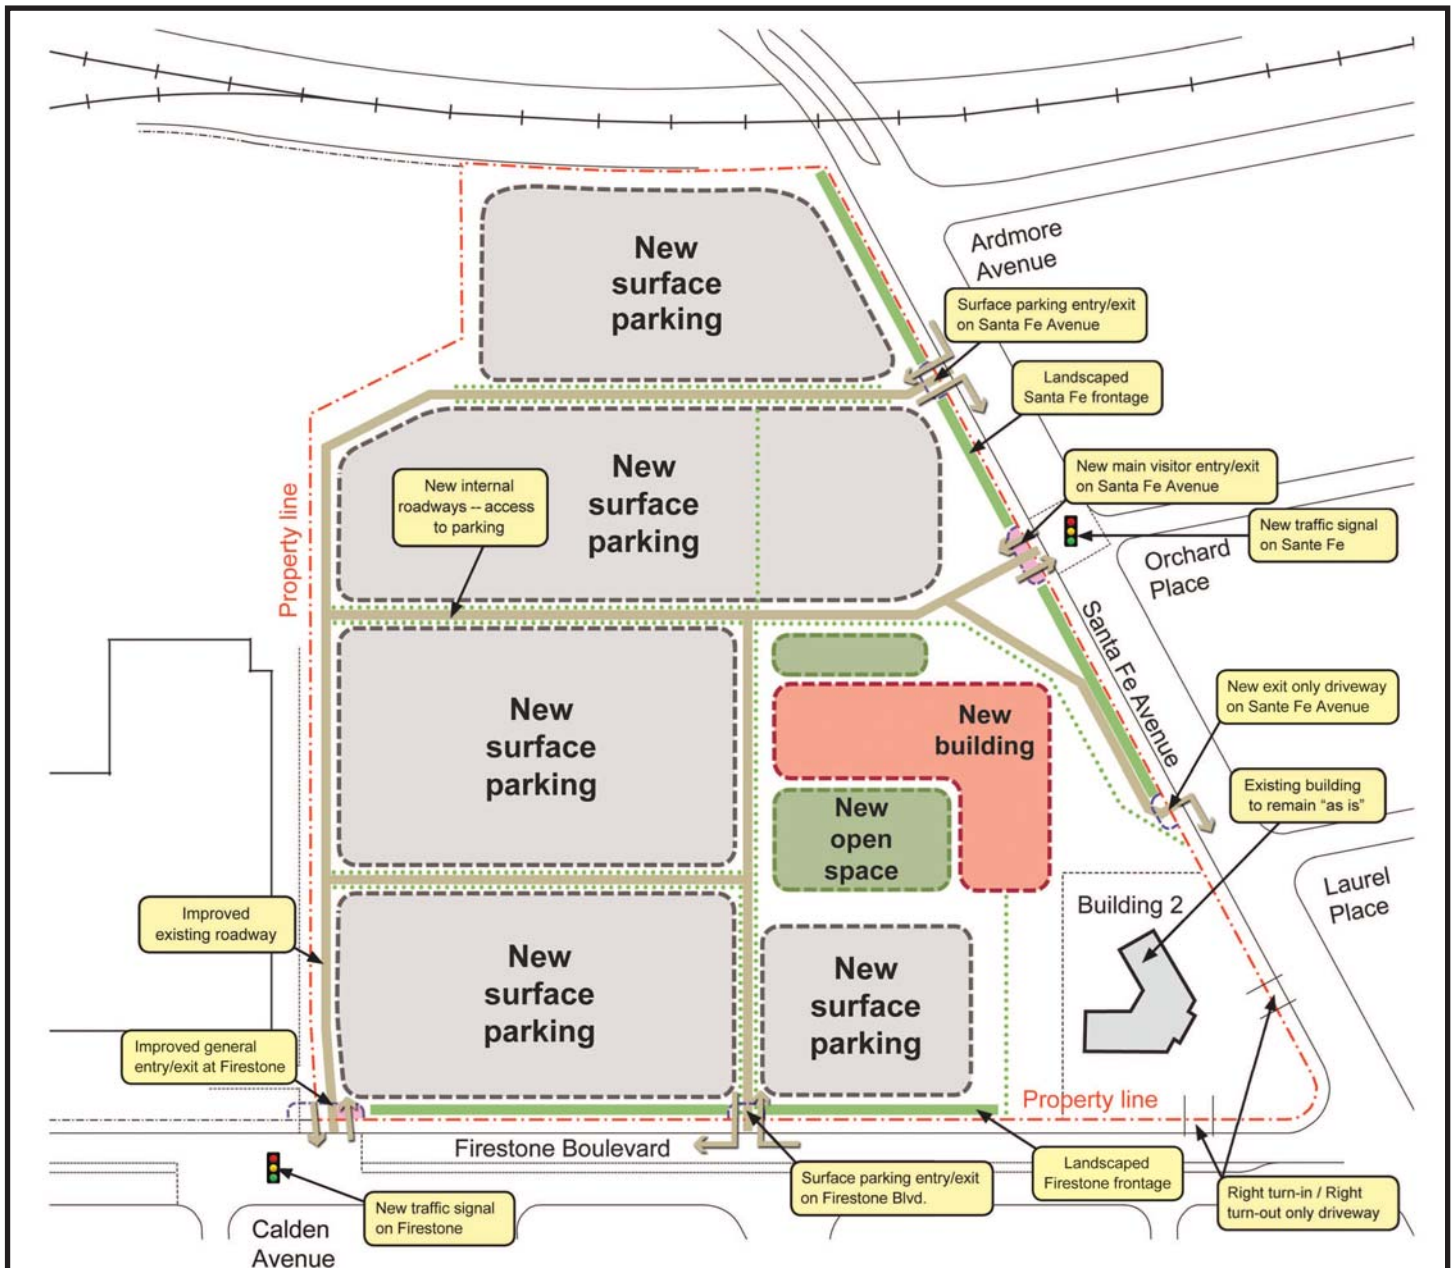 New
surface
parking
Ardmore
Avenue
Surface parking entry/exit
on Santa Fe Avenue
Landscaped
Santa Fe frontage
New
surface
parking
New internal
roadways -- access
to parking
New main visitor entry/exit
on Santa Fe Avenue
New traffic signal
on Sante Fe
Orchard
Place
Property line
Santa Fe Avenue
New
surface
parking
New
building
New exit only driveway
on Sante Fe Avenue
Existing building
to remain “as is”
New
open
space
Laurel
Place
Building 2
Improved
existing roadway
New
surface
parking
New
surface
parking
Improved general
entry/exit at Firestone
Property line
Firestone Boulevard
Landscaped
Firestone frontage
Surface parking entry/exit
on Firestone Blvd.
Right turn-in / Right
turn-out only driveway
New traffic signal
on Firestone
Calden
Avenue